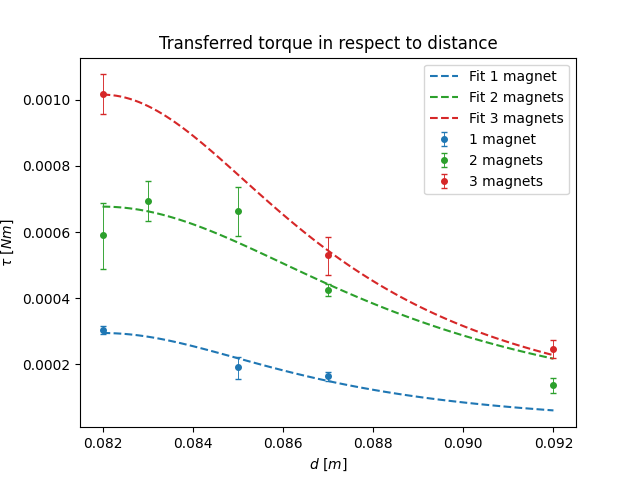 Transferred torque in respect to distance
Fit 1 magnet
Fit 2 magnets
Fit 3 magnets
1 magnet
2 magnets
3 magnets
0.0010
0.0008
0.0006
0.0004
0.0002
τ [Nm]
0.082 0.084 0.086 0.088 0.090 0.092
d [m]